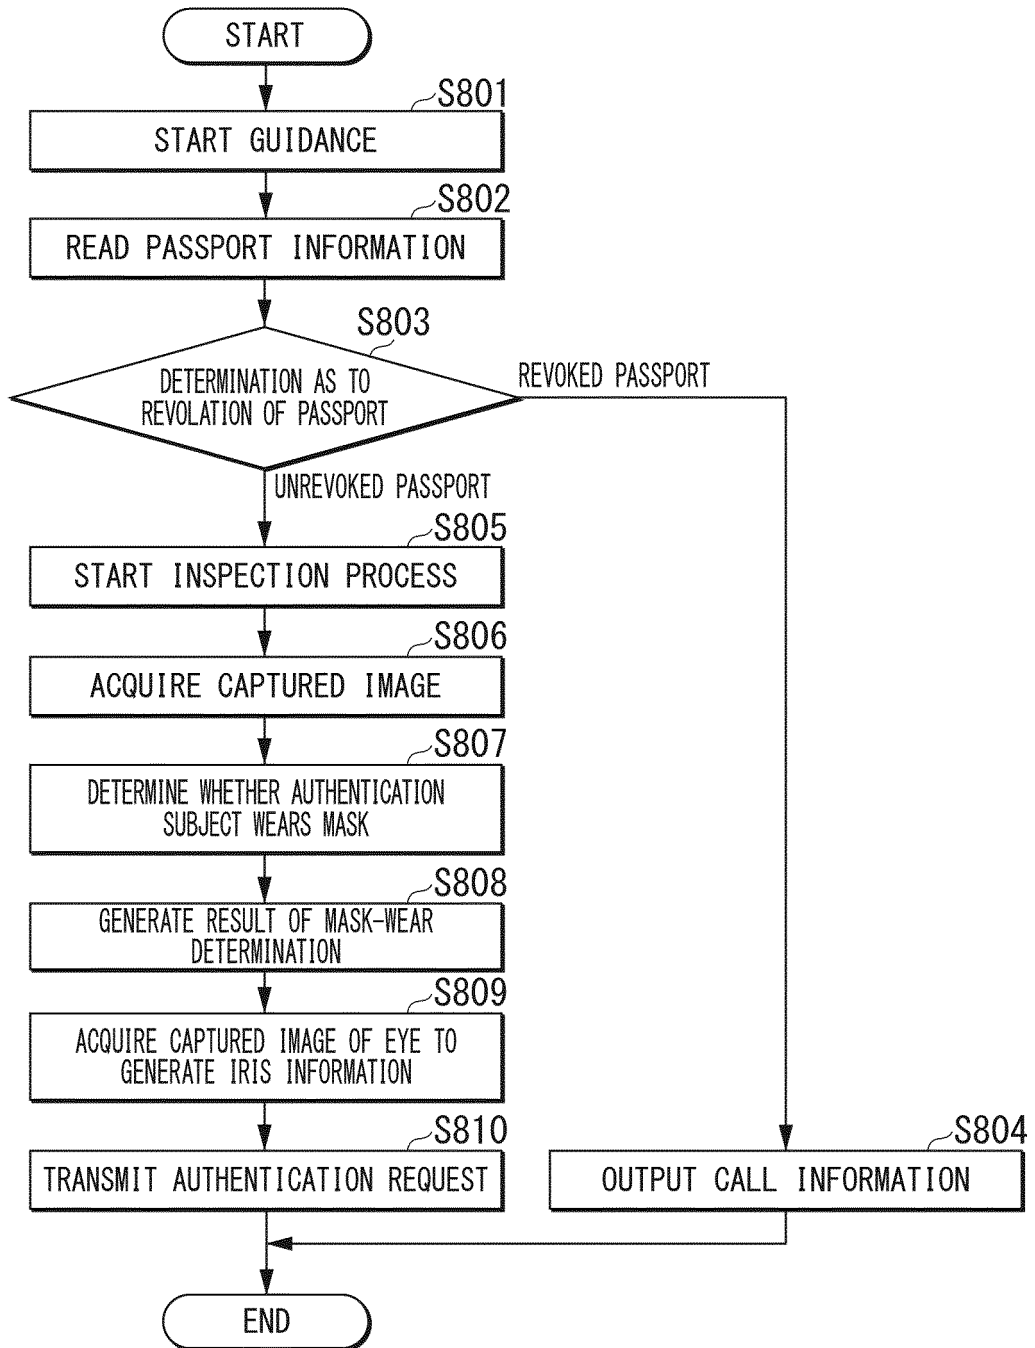 START
S801
START GUIDANCE
S802
READ PASSPORT INFORMATION
S803
DETERMINATION AS TO
REVOLATION OF PASSPORT
REVOKED PASSPORT
UNREVOKED PASSPORT
S805
START INSPECTION PROCESS
S806
ACQUIRE CAPTURED IMAGE
S807
DETERMINE WHETHER AUTHENTICATION
SUBJECT WEARS MASK
S808
GENERATE RESULT OF MASK-WEAR
DETERMINATION
S809
ACQUIRE CAPTURED IMAGE OF EYE TO
GENERATE IRIS INFORMATION
S810
TRANSMIT AUTHENTICATION REQUEST
S804
OUTPUT CALL INFORMATION
END